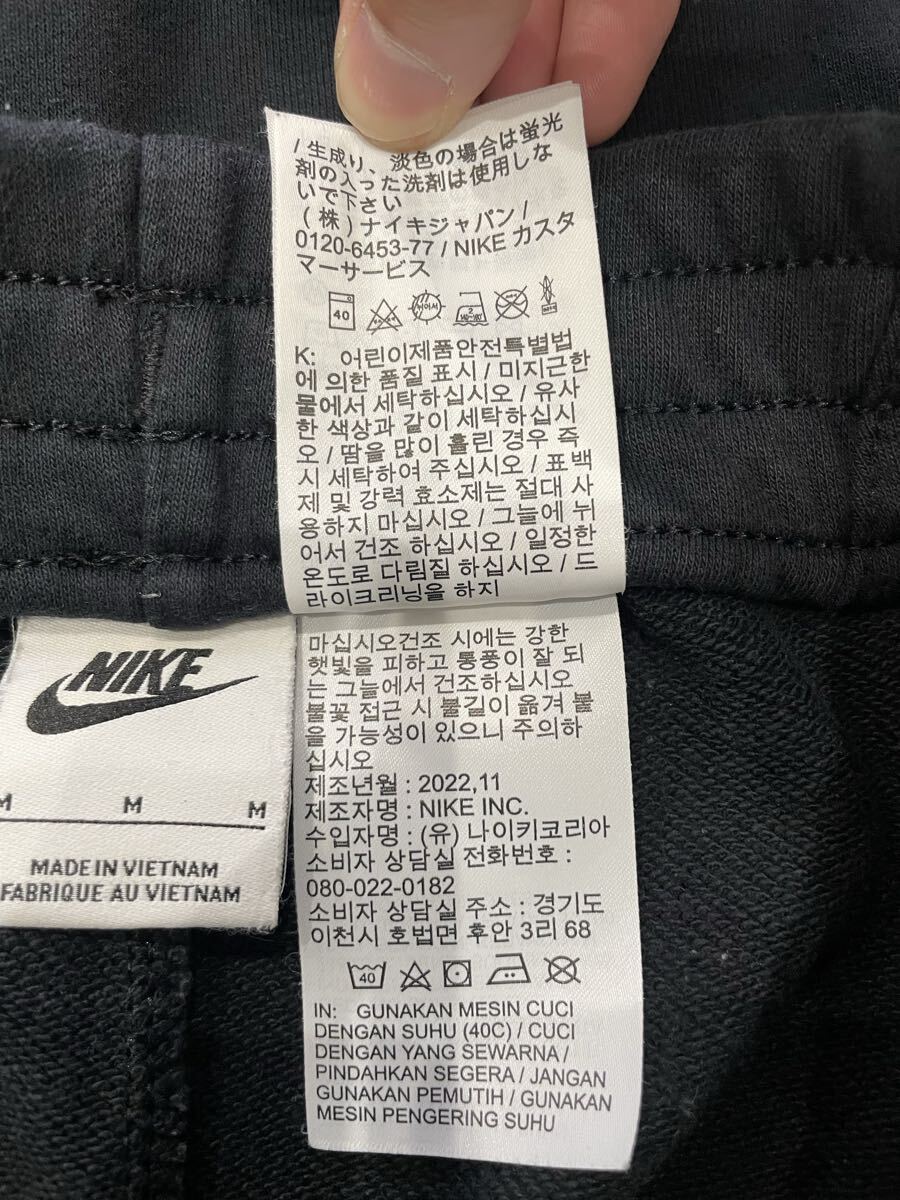 / 生成り、淡色の場合は蛍光
剤の入った洗剤は使用しな
いで下さい
(株)ナイキジャパン /
0120-6453-77 / NIKE カスタ
マーサービス
40
K: 어린이제품안전특별법
에 의한 품질 표시 / 미지근한
물에서 세탁하십시오 / 유사
한 색상과 같이 세탁하십시
오 / 땀을 많이 흘린 경우 즉
시 세탁하여 주십시오 / 표백
제 및 강력 효소제는 절대 사
용하지 마십시오 / 그늘에 뉘
어서 건조 하십시오 / 일정한
온도로 다림질 하십시오 / 드
라이크리닝을 하지
마십시오건조 시에는 강한
햇빛을 피하고 통풍이 잘 되
는 그늘에서 건조하십시오
불꽃 접근 시 불길이 옮겨 붙
을 가능성이 있으니 주의하
십시오
제조년월 : 2022,11
제조자명 : NIKE INC.
수입자명 : (유) 나이키코리아
소비자 상담실 전화번호 :
080-022-0182
소비자 상담실 주소 : 경기도
이천시 호법면 후안 3리 68
40
IN: GUNAKAN MESIN CUCI
DENGAN SUHU (40C) / CUCI
DENGAN YANG SEWARNA /
PINDAHKAN SEGERA / JANGAN
GUNAKAN PEMUTIH / GUNAKAN
MESIN PENGERING SUHU
NIKE
M M M
MADE IN VIETNAM
FABRIQUE AU VIETNAM